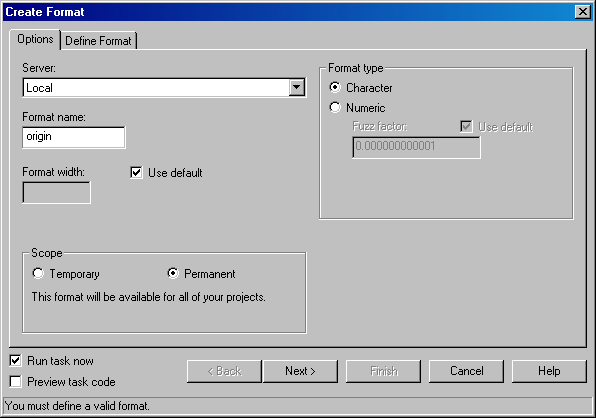 Create Format
Options
Define Format
Server:
Local
Format name:
origin
Format width:
Use default
Format type
Character
Numeric
Fuzz factor:
Use default
0.000000000001
Scope
Temporary
Permanent
This format will be available for all of your projects.
Run task now
Preview task code
< Back
Next >
Finish
Cancel
Help
You must define a valid format.